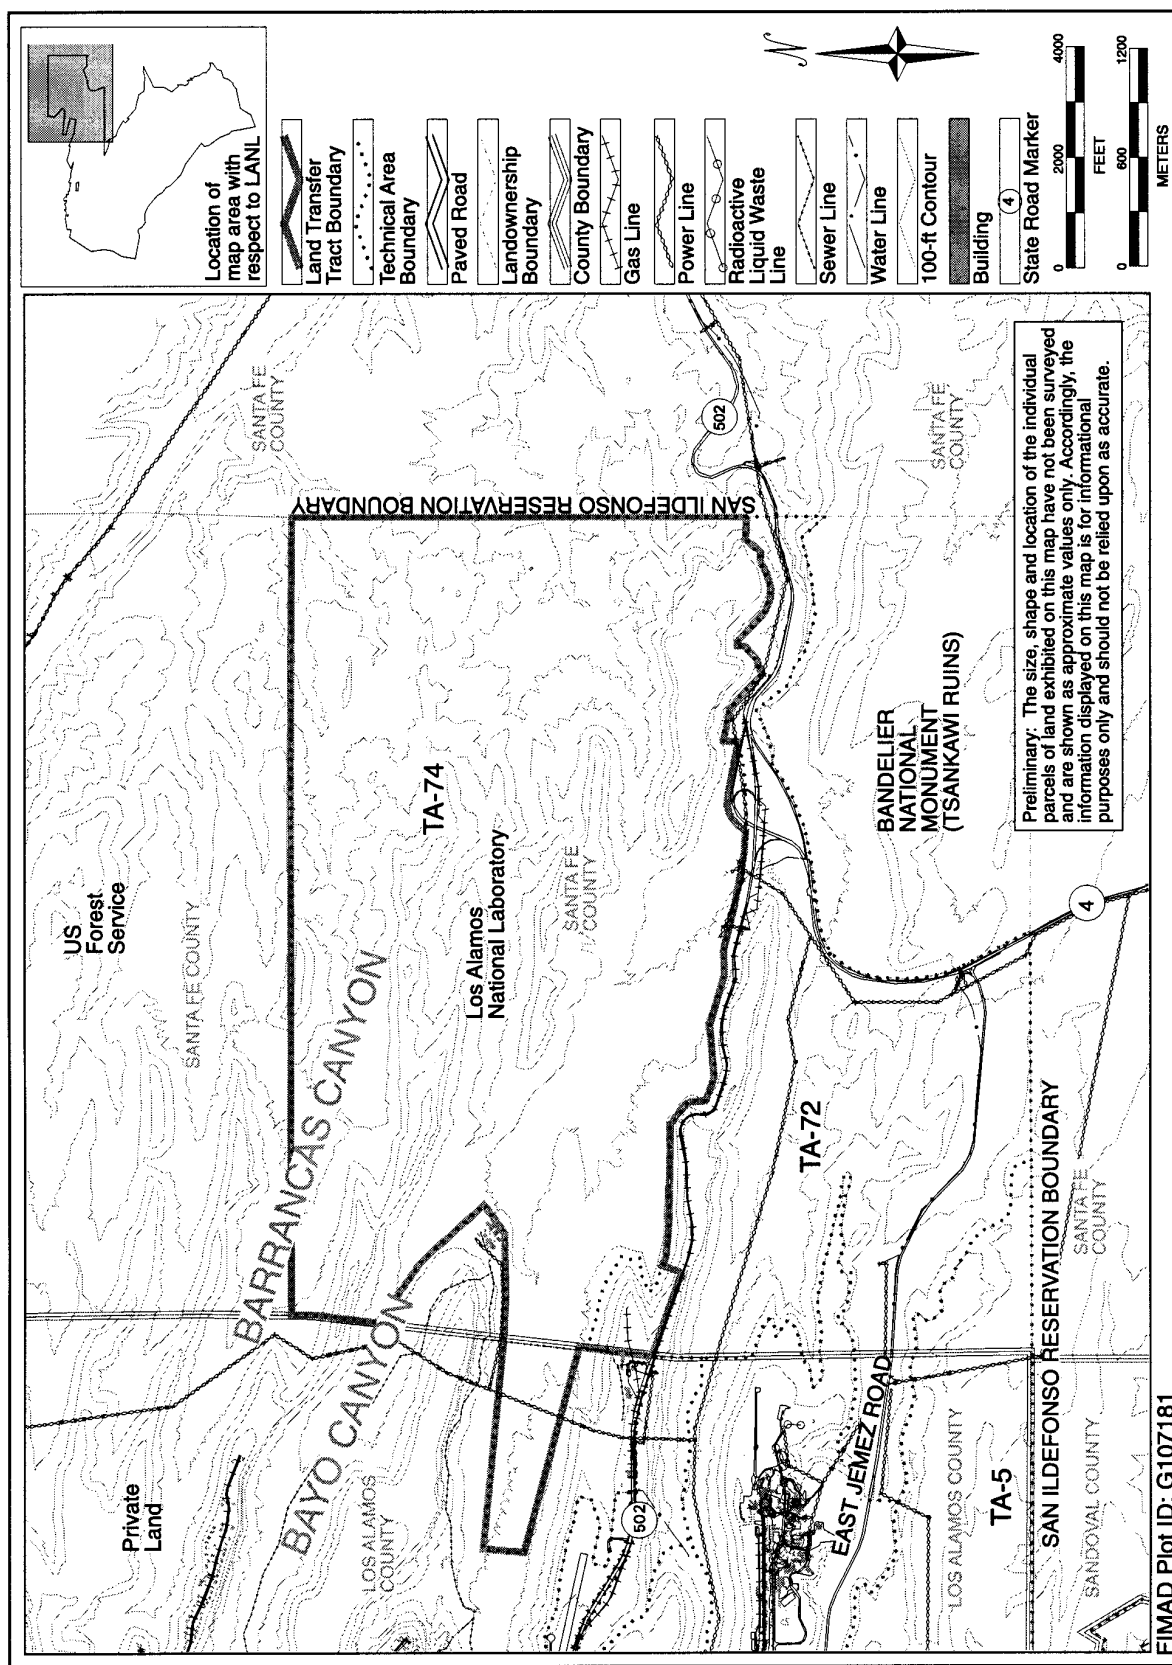 US
Forest
Service
Private
Land
SANTA FE COUNTY
SANTA FE
COUNTY
BARRANCAS CANYON
BAYO CANYON
LOS ALAMOS
COUNTY
TA-74
Los Alamos
National Laboratory
SANTA FE
COUNTY
SAN ILDEFONSO RESERVATION BOUNDARY
502
502
TA-72
BANDELIER
NATIONAL
MONUMENT
(TSANKAWI RUINS)
SANTA FE
COUNTY
4
EAST JEMEZ ROAD
LOS ALAMOS COUNTY
TA-5
SAN ILDEFONSO RESERVATION BOUNDARY
SANDOVAL COUNTY
SANTA FE
COUNTY
Preliminary: The size, shape and location of the individual
parcels of land exhibited on this map have not been surveyed
and are shown as approximate values only. Accordingly, the
information displayed on this map is for informational
purposes only and should not be relied upon as accurate.
FIMAD Plot ID: G107181
Location of
map area with
respect to LANL
Land Transfer
Tract Boundary
Technical Area
Boundary
Paved Road
Landownership
Boundary
County Boundary
Gas Line
Power Line
Radioactive
Liquid Waste
Line
Sewer Line
Water Line
100-ft Contour
Building
4
State Road Marker
N
0 2000 4000
FEET
0 600 1200
METERS